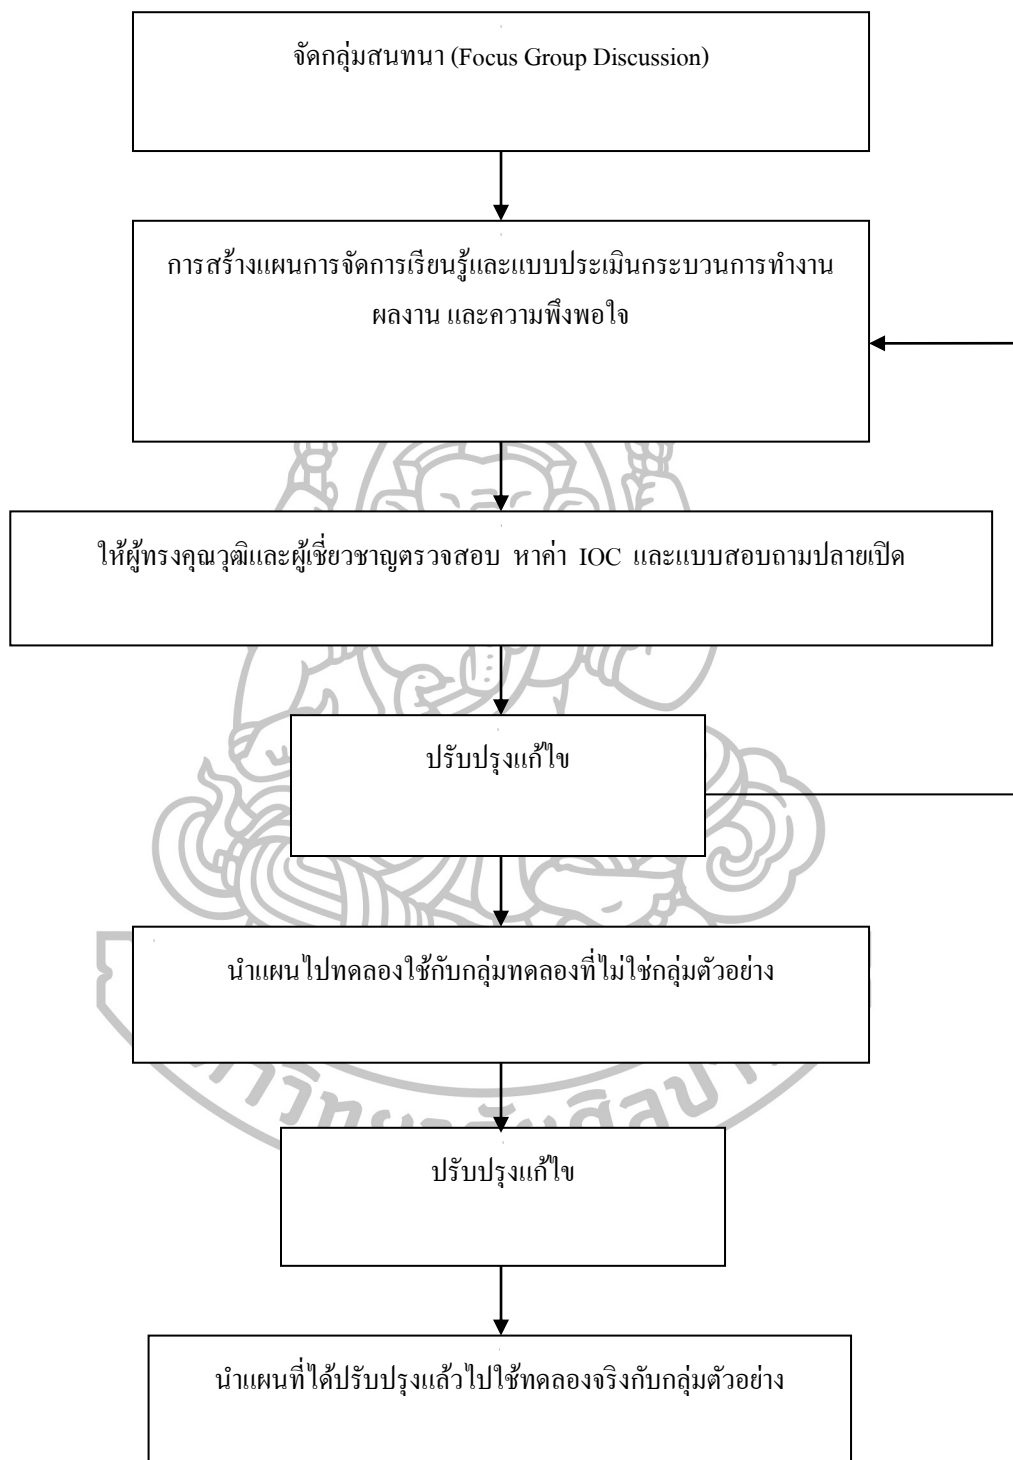 จัดกลุ่มสนทนา (Focus Group Discussion)
การสร้างแผนการจัดการเรียนรู้และแบบประเมินกระบวนการทำงาน
ผลงาน และความพึงพอใจ
ให้ผู้ทรงคุณวุฒิและผู้เชี่ยวชาญตรวจสอบ หาค่า IOC และแบบสอบถามปลายเปิด
ปรับปรุงแก้ไข
นำแผนไปทดลองใช้กับกลุ่มทดลองที่ไม่ใช่กลุ่มตัวอย่าง
ปรับปรุงแก้ไข
นำแผนที่ได้ปรับปรุงแล้วไปใช้ทดลองจริงกับกลุ่มตัวอย่าง